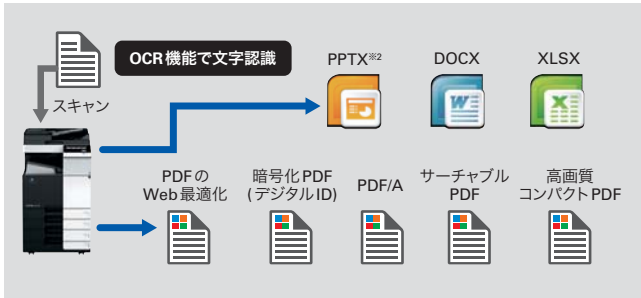 OCR機能で文字認識
スキャン
PPTX※2
DOCX
XLSX
PDFの
Web最適化
暗号化PDF
(デジタルID)
PDF/A
サーチャブル
PDF
高画質
コンパクトPDF